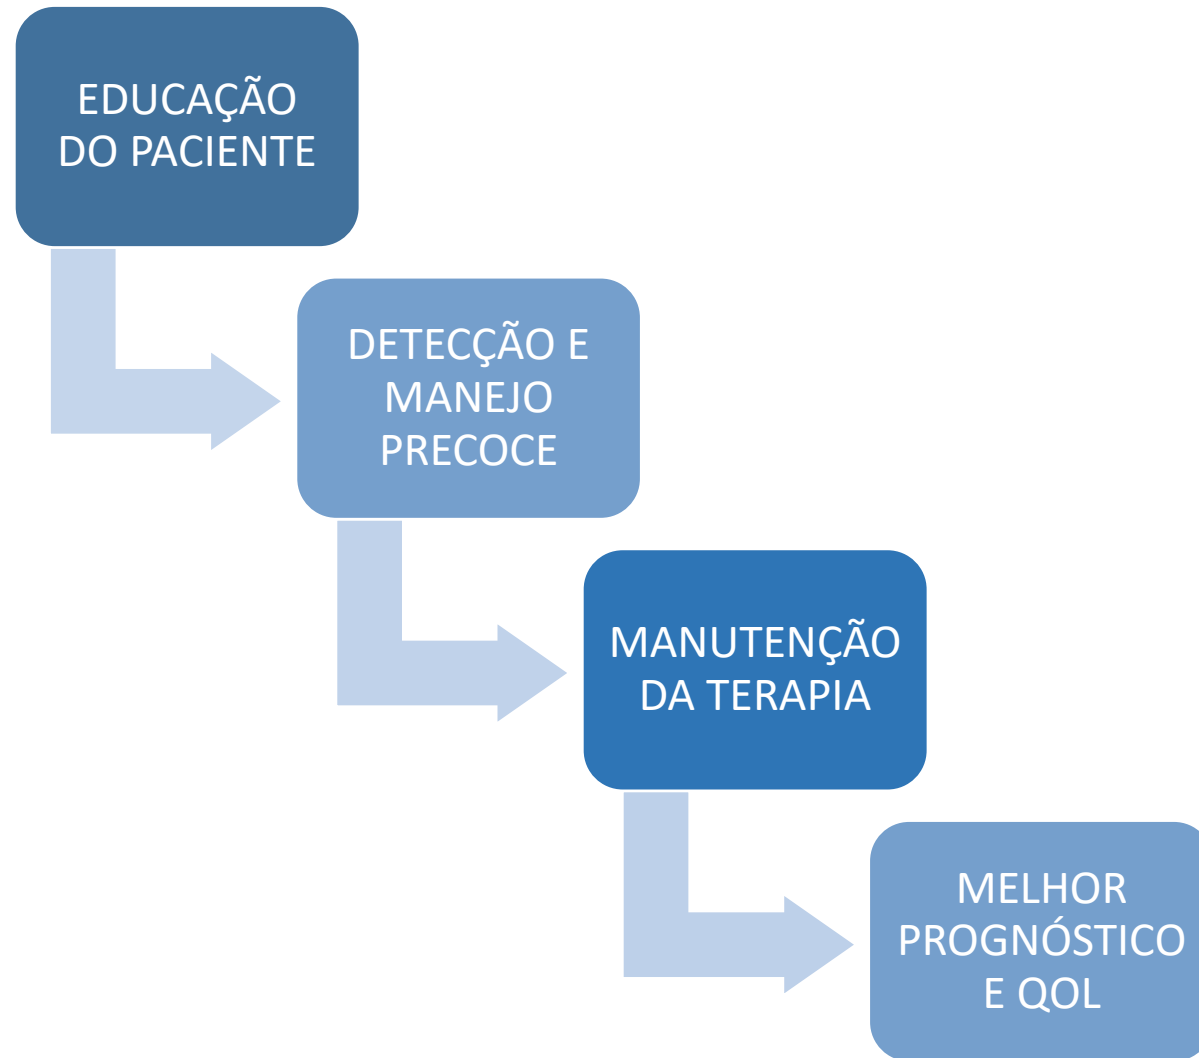 EDUCAÇÃO
DO PACIENTE
DETECÇÃO E
MANEJO
PRECOCE
MANUTENÇÃO
DA TERAPIA
MELHOR
PROGNÓSTICO
E QOL